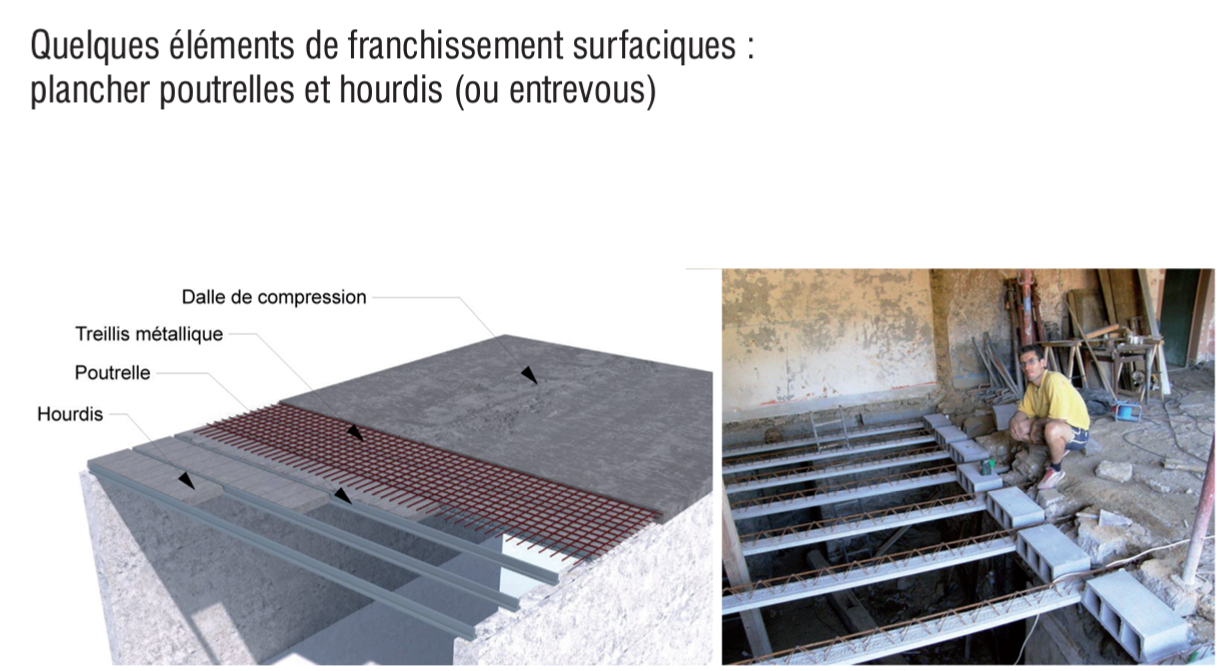 Quelques éléments de franchissement surfaciques :
plancher poutrelles et hourdis (ou entrevous)
Dalle de compression
Treillis métallique
Poutrelle
Hourdis